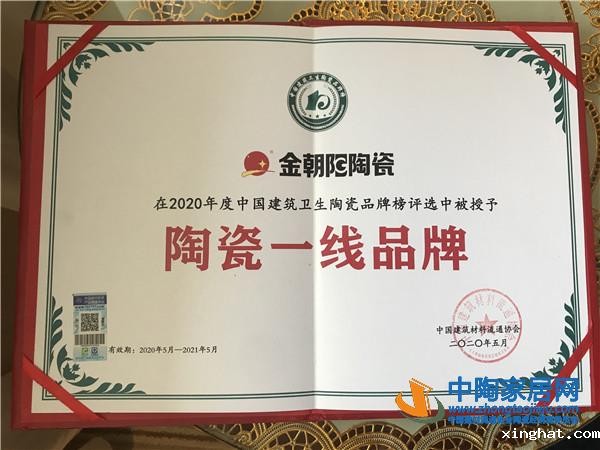 金朝阳陶瓷
在2020年度中国建筑卫生陶瓷品牌榜评选中被授予
陶瓷一线品牌
有效期:2020年5月—2021年5月
中国建筑材料流通协会
二〇二〇年五月
中陶家居网
xinghat.com